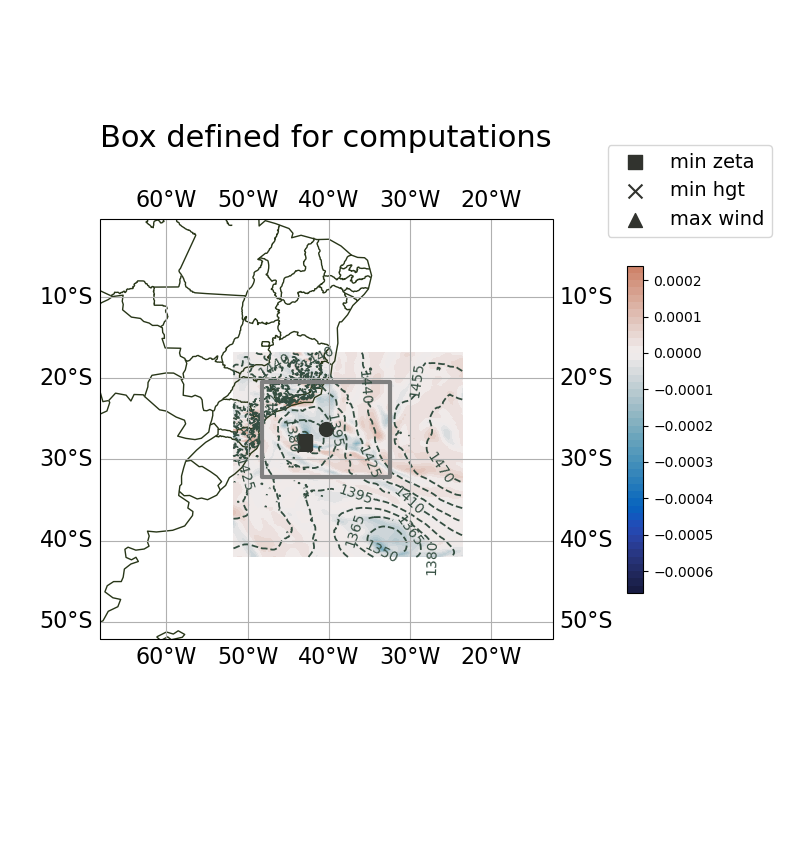 Box defined for computations
min zeta
min hgt
max wind
60°W 50°W 40°W 30°W 20°W
10°S 10°S
20°S 20°S
30°S 30°S
40°S 40°S
50°S 50°S
60°W 50°W 40°W 30°W 20°W
0.0002
0.0001
0.0000
−0.0001
−0.0002
−0.0003
−0.0004
−0.0005
−0.0006
1440
1455
1395
1425
1470
1425
1395
1410
1365
1365
1350
1380